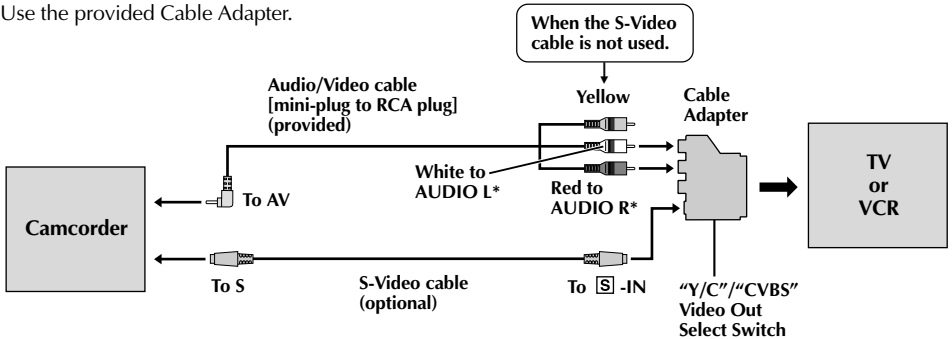 Use the provided Cable Adapter.
When the S-Video
cable is not used.
Audio/Video cable
[mini-plug to RCA plug]
(provided)
Yellow
Cable
Adapter
White to
AUDIO L*
Red to
AUDIO R*
TV
or
VCR
To AV
Camcorder
To S
S-Video cable
(optional)
To S -IN
“Y/C”/“CVBS”
Video Out
Select Switch